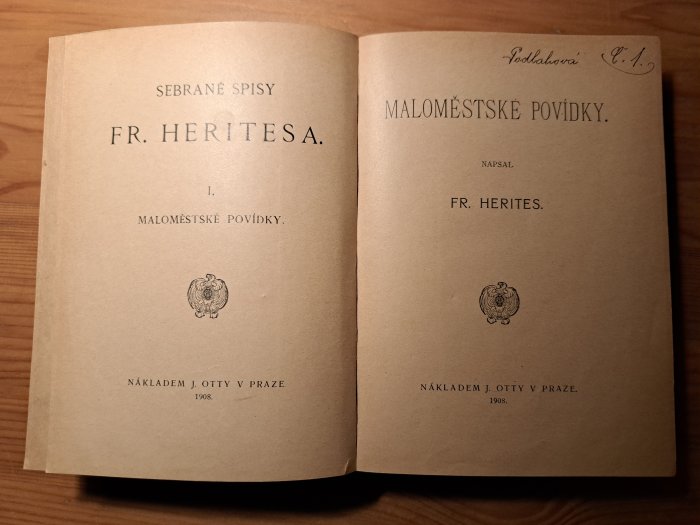 SEBRANÉ SPISY
FR. HERITESA.
I.
MALOMĚSTSKÉ POVÍDKY.
NÁKLADEM J. OTTY V PRAZE
1908.
Podlahová Č. 1.
MALOMĚSTSKÉ POVÍDKY.
NAPSAL
FR. HERITES.
NÁKLADEM J. OTTY V PRAZE.
1908.